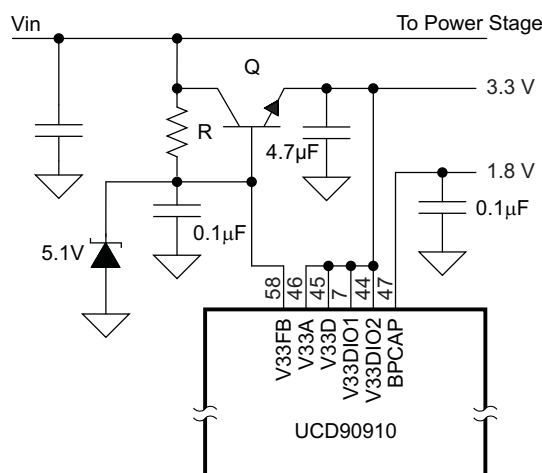 Vin
To Power Stage
Q
3.3 V
R
4.7µF
1.8 V
0.1µF
0.1µF
5.1V
58
46
45
7
44
47
V33FB
V33A
V33D
V33DIO1
V33DIO2
BPCAP
UCD90910